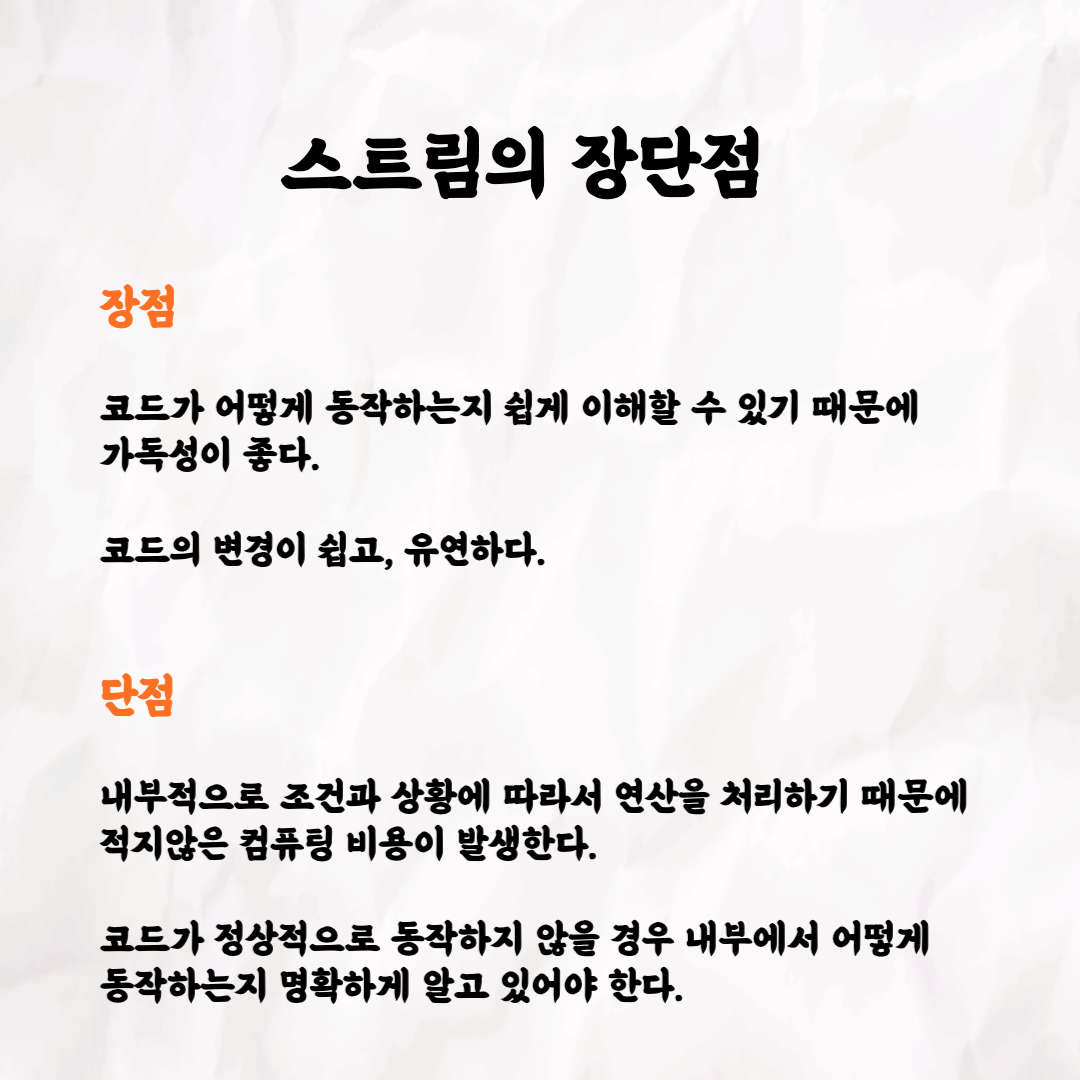 스트림의 장단점
장점
코드가 어떻게 동작하는지 쉽게 이해할 수 있기 때문에
가독성이 좋다.
코드의 변경이 쉽고, 유연하다.
단점
내부적으로 조건과 상황에 따라서 연산을 처리하기 때문에
적지않은 컴퓨팅 비용이 발생한다.
코드가 정상적으로 동작하지 않을 경우 내부에서 어떻게
동작하는지 명확하게 알고 있어야 한다.